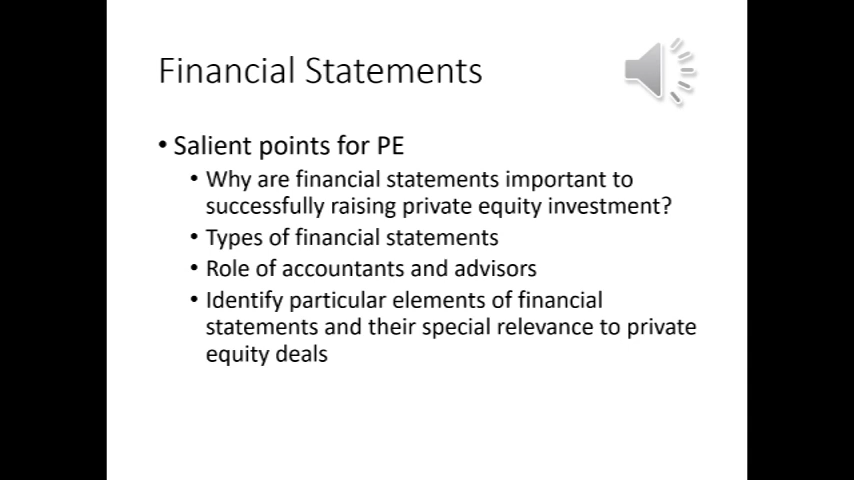 Financial Statements
• Salient points for PE
• Why are financial statements important to
successfully raising private equity investment?
• Types of financial statements
• Role of accountants and advisors
• Identify particular elements of financial
statements and their special relevance to private
equity deals